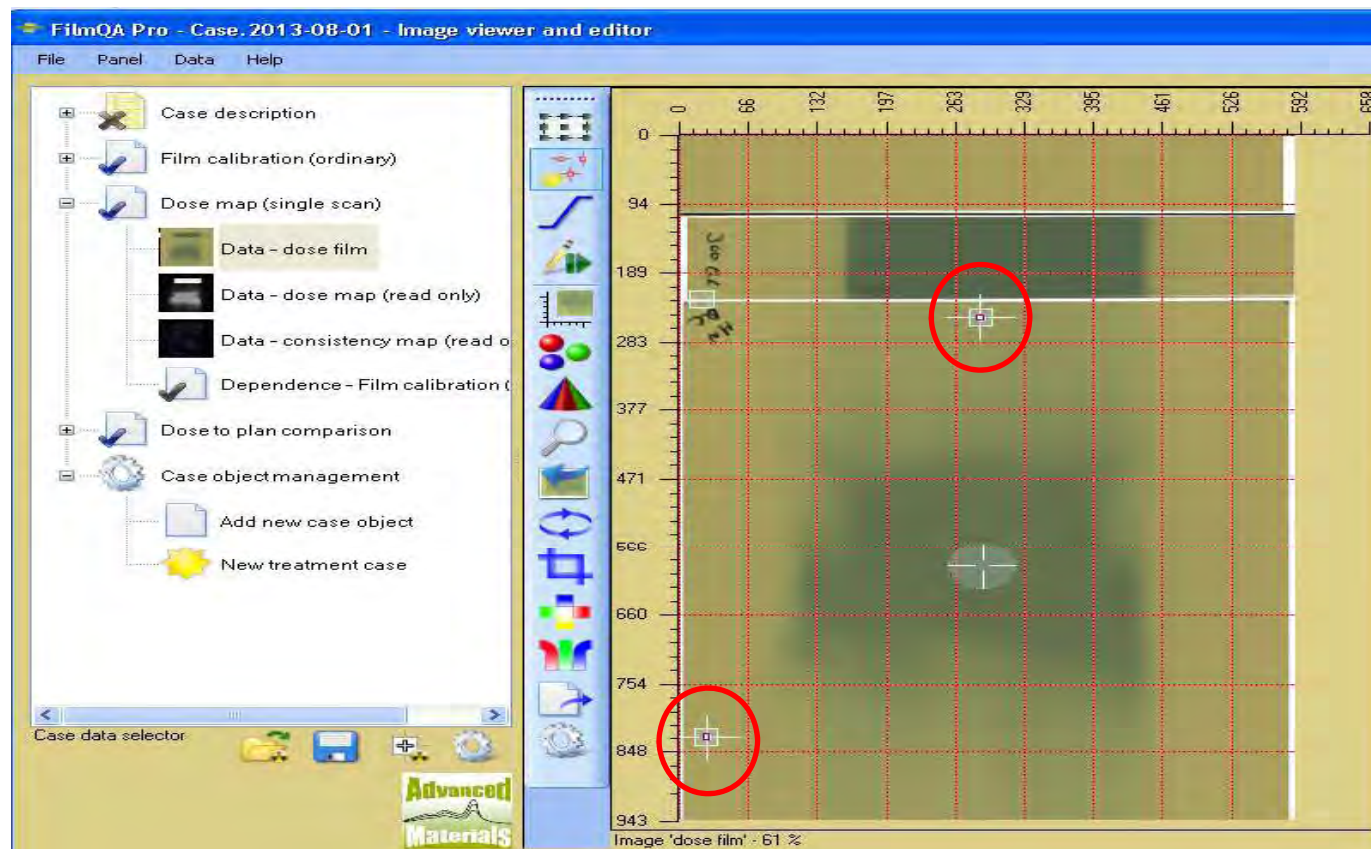 FilmQA Pro - Case.2013-08-01 - Image viewer and editor
File Panel Data Help
Case description
Film calibration (ordinary)
Dose map (single scan)
Data - dose film
Data - dose map (read only)
Data - consistency map (read o
Dependence - Film calibration (
Dose to plan comparison
Case object management
Add new case object
New treatment case
Case data selector
Advanced
Materials
0 66 132 197 263 329 395 461 526 592 658
0
94
189
283
377
471
566
660
754
848
943
Image 'dose film' - 61 %